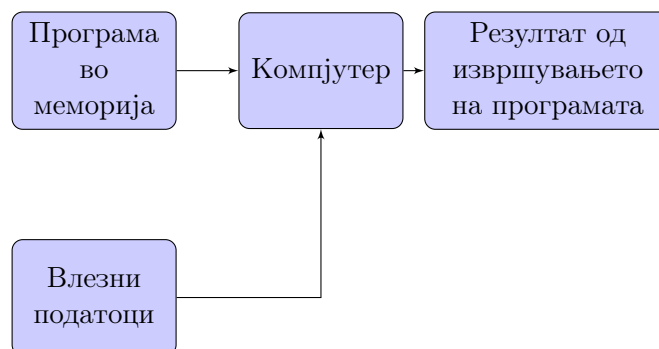 Програма
во
меморија
Компјутер
Резултат од
извршувањето
на програмата
Влезни
податоци